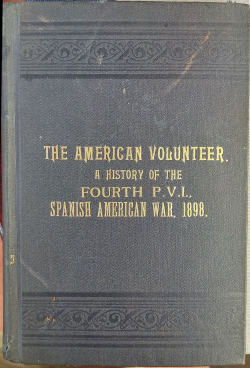 THE AMERICAN VOLUNTEER.
A HISTORY OF THE
FOURTH P.V.I.,
SPANISH AMERICAN WAR, 1898.